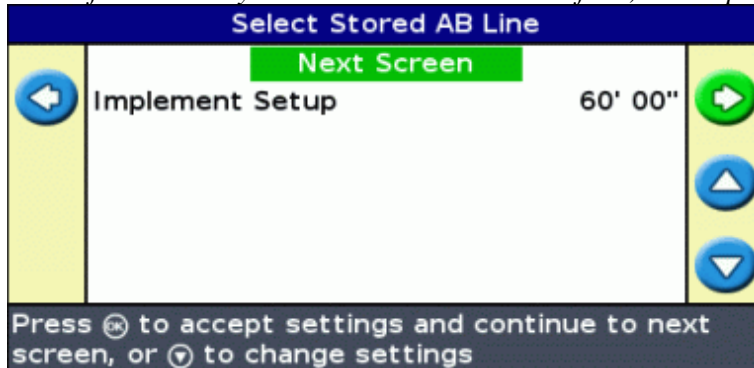 Select Stored AB Line
Next Screen
Implement Setup 60' 00"
Press OK to accept settings and continue to next
screen, or to change settings